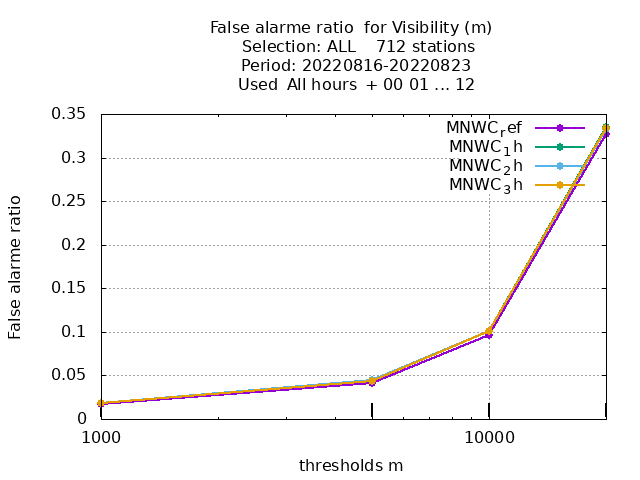 False alarme ratio  for Visibility (m)
Selection: ALL    712 stations
Period: 20220816-20220823
Used  All hours  + 00 01 ... 12
0.35
0.3
0.25
0.2
0.15
0.1
0.05
0
False alarme ratio
MNWC_ref
MNWC_1h
MNWC_2h
MNWC_3h
1000
10000
thresholds m